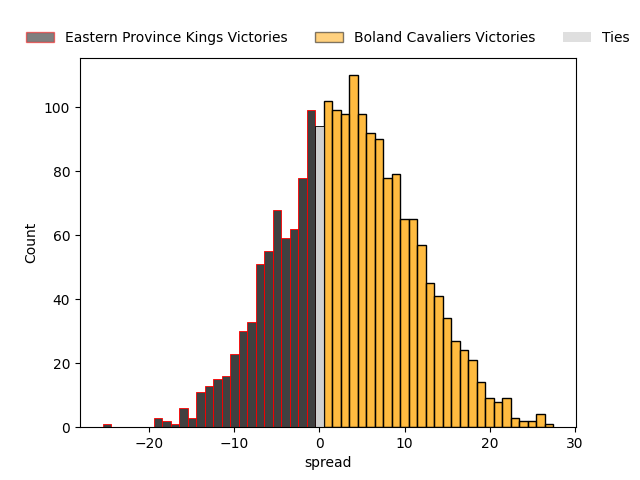 Eastern Province Kings Victories Boland Cavaliers Victories Ties
100
80
60
40
20
0
Count
−20 −10 0 10 20 30
spread